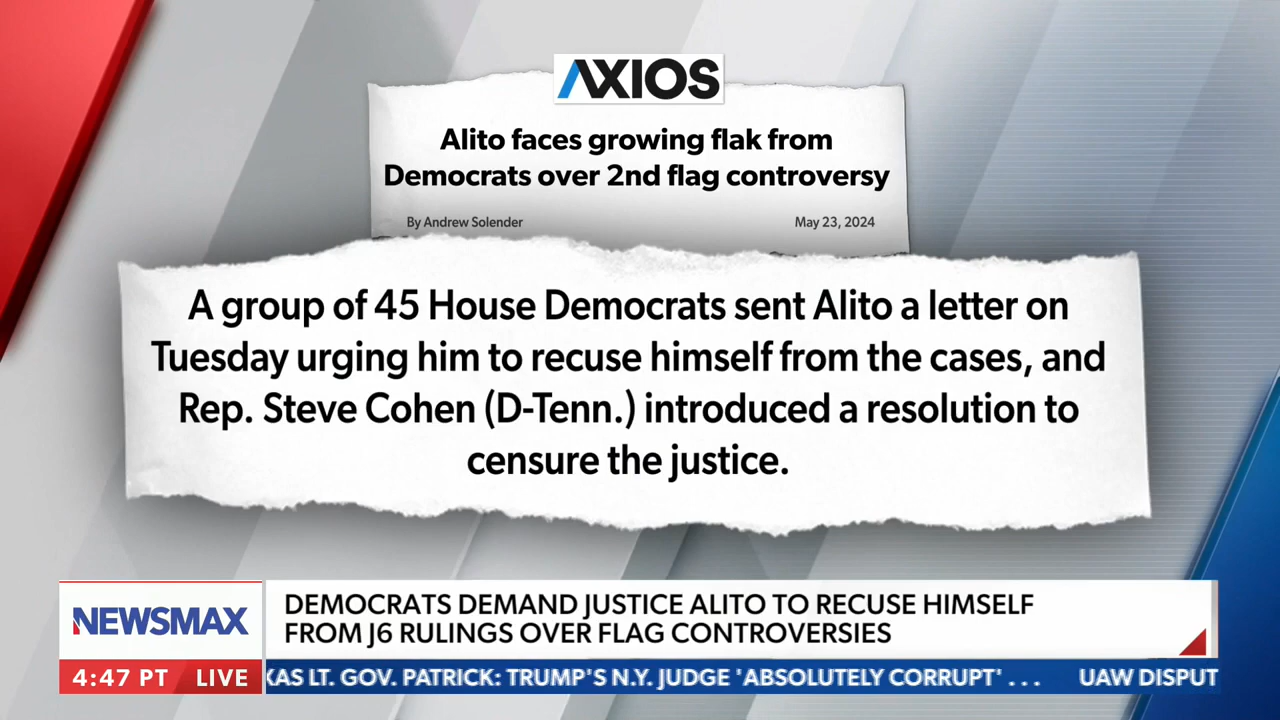 AXIOS
Alito faces growing flak from
Democrats over 2nd flag controversy
By Andrew Solender
May 23, 2024
A group of 45 House Democrats sent Alito a letter on
Tuesday urging him to recuse himself from the cases, and
Rep. Steve Cohen (D-Tenn.) introduced a resolution to
censure the justice.
NEWSMAX
DEMOCRATS DEMAND JUSTICE ALITO TO RECUSE HIMSELF
FROM J6 RULINGS OVER FLAG CONTROVERSIES
4:47 PT LIVE
KAS LT. GOV. PATRICK: TRUMP'S N.Y. JUDGE 'ABSOLUTELY CORRUPT' . . . UAW DISPUT